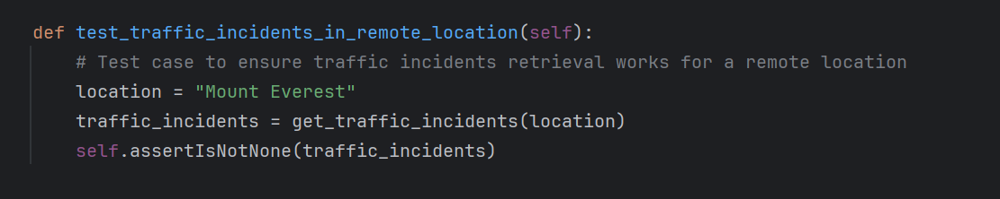 def test_traffic_incidents_in_remote_location(self):
    # Test case to ensure traffic incidents retrieval works for a remote location
    location = "Mount Everest"
    traffic_incidents = get_traffic_incidents(location)
    self.assertIsNotNone(traffic_incidents)